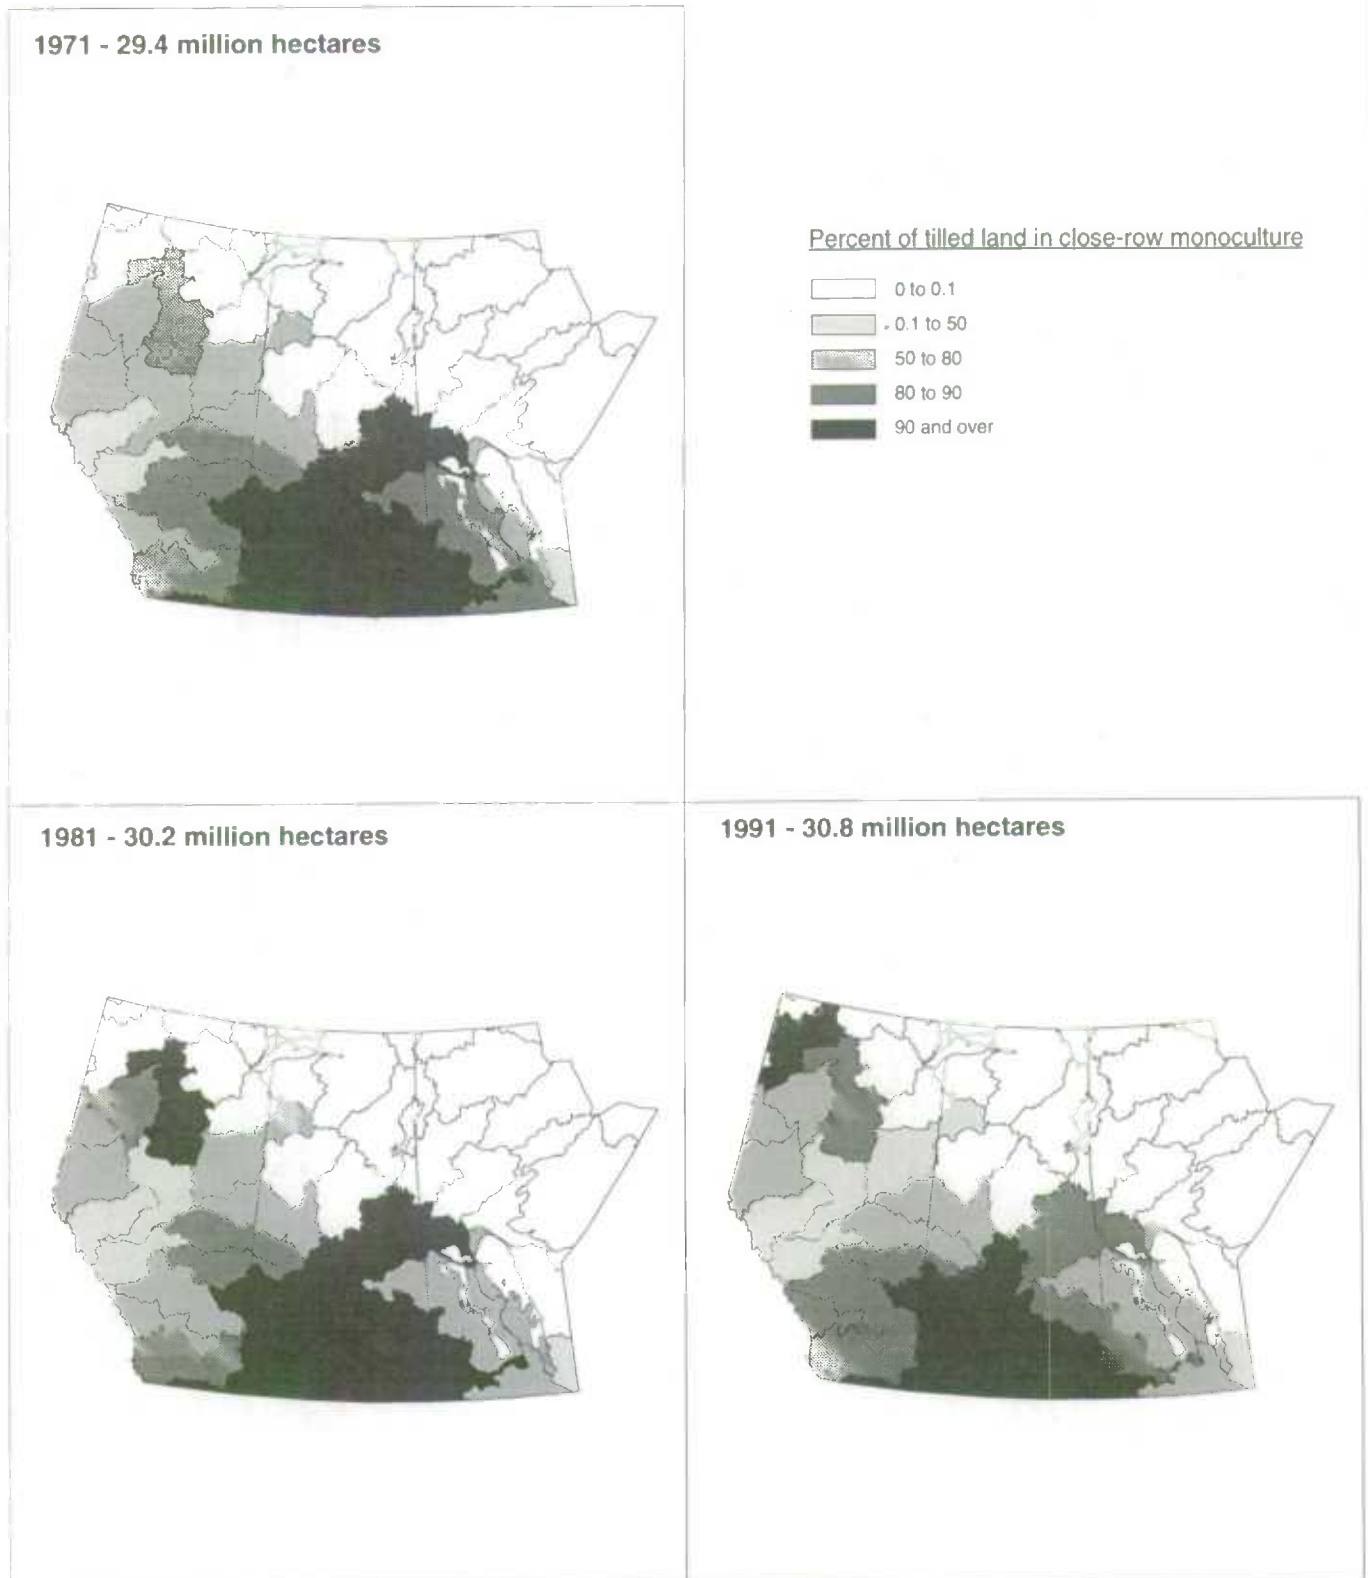 1971 - 29.4 million hectares
Percent of tilled land in close-row monoculture
0 to 0.1
0.1 to 50
50 to 80
80 to 90
90 and over
1981 - 30.2 million hectares
1991 - 30.8 million hectares